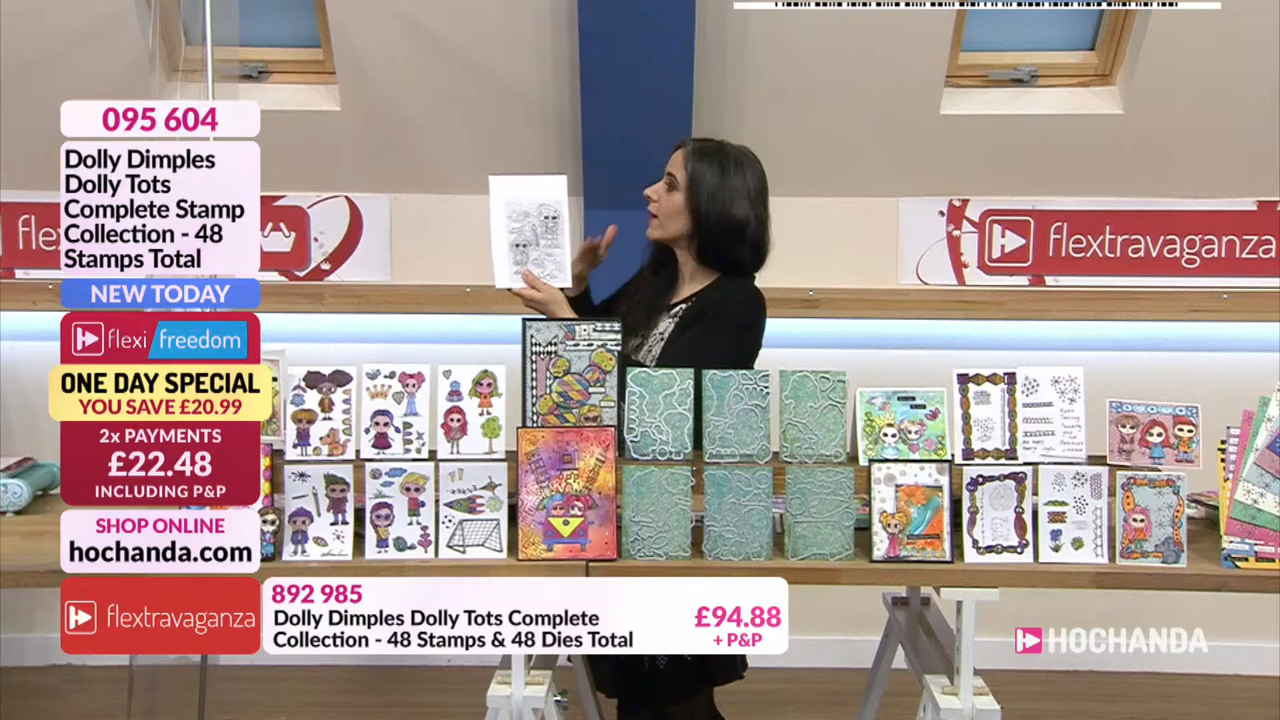 095 604
Dolly Dimples
Dolly Tots
Complete Stamp
Collection - 48
Stamps Total
NEW TODAY
flexi freedom
ONE DAY SPECIAL
YOU SAVE £20.99
2x PAYMENTS
£22.48
INCLUDING P&P
SHOP ONLINE
hochanda.com
flextravaganza
892 985
Dolly Dimples Dolly Tots Complete
Collection - 48 Stamps & 48 Dies Total
£94.88
+ P&P
HOCHANDA
fle
flextravaganza